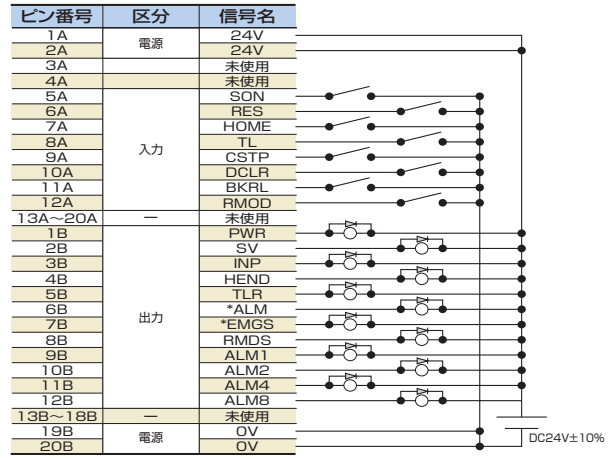 ピン番号 区分 信号名
1A 電源 24V
2A 24V
3A 未使用
4A 未使用
5A 入力 SON
6A RES
7A HOME
8A TL
9A CSTP
10A DCLR
11A BKRL
12A RMOD
13A～20A ― 未使用
1B 出力 PWR
2B SV
3B INP
4B HEND
5B TLR
6B *ALM
7B *EMGS
8B RMDS
9B ALM1
10B ALM2
11B ALM4
12B ALM8
13B～18B ― 未使用
19B 電源 0V
20B 0V
DC24V±10%